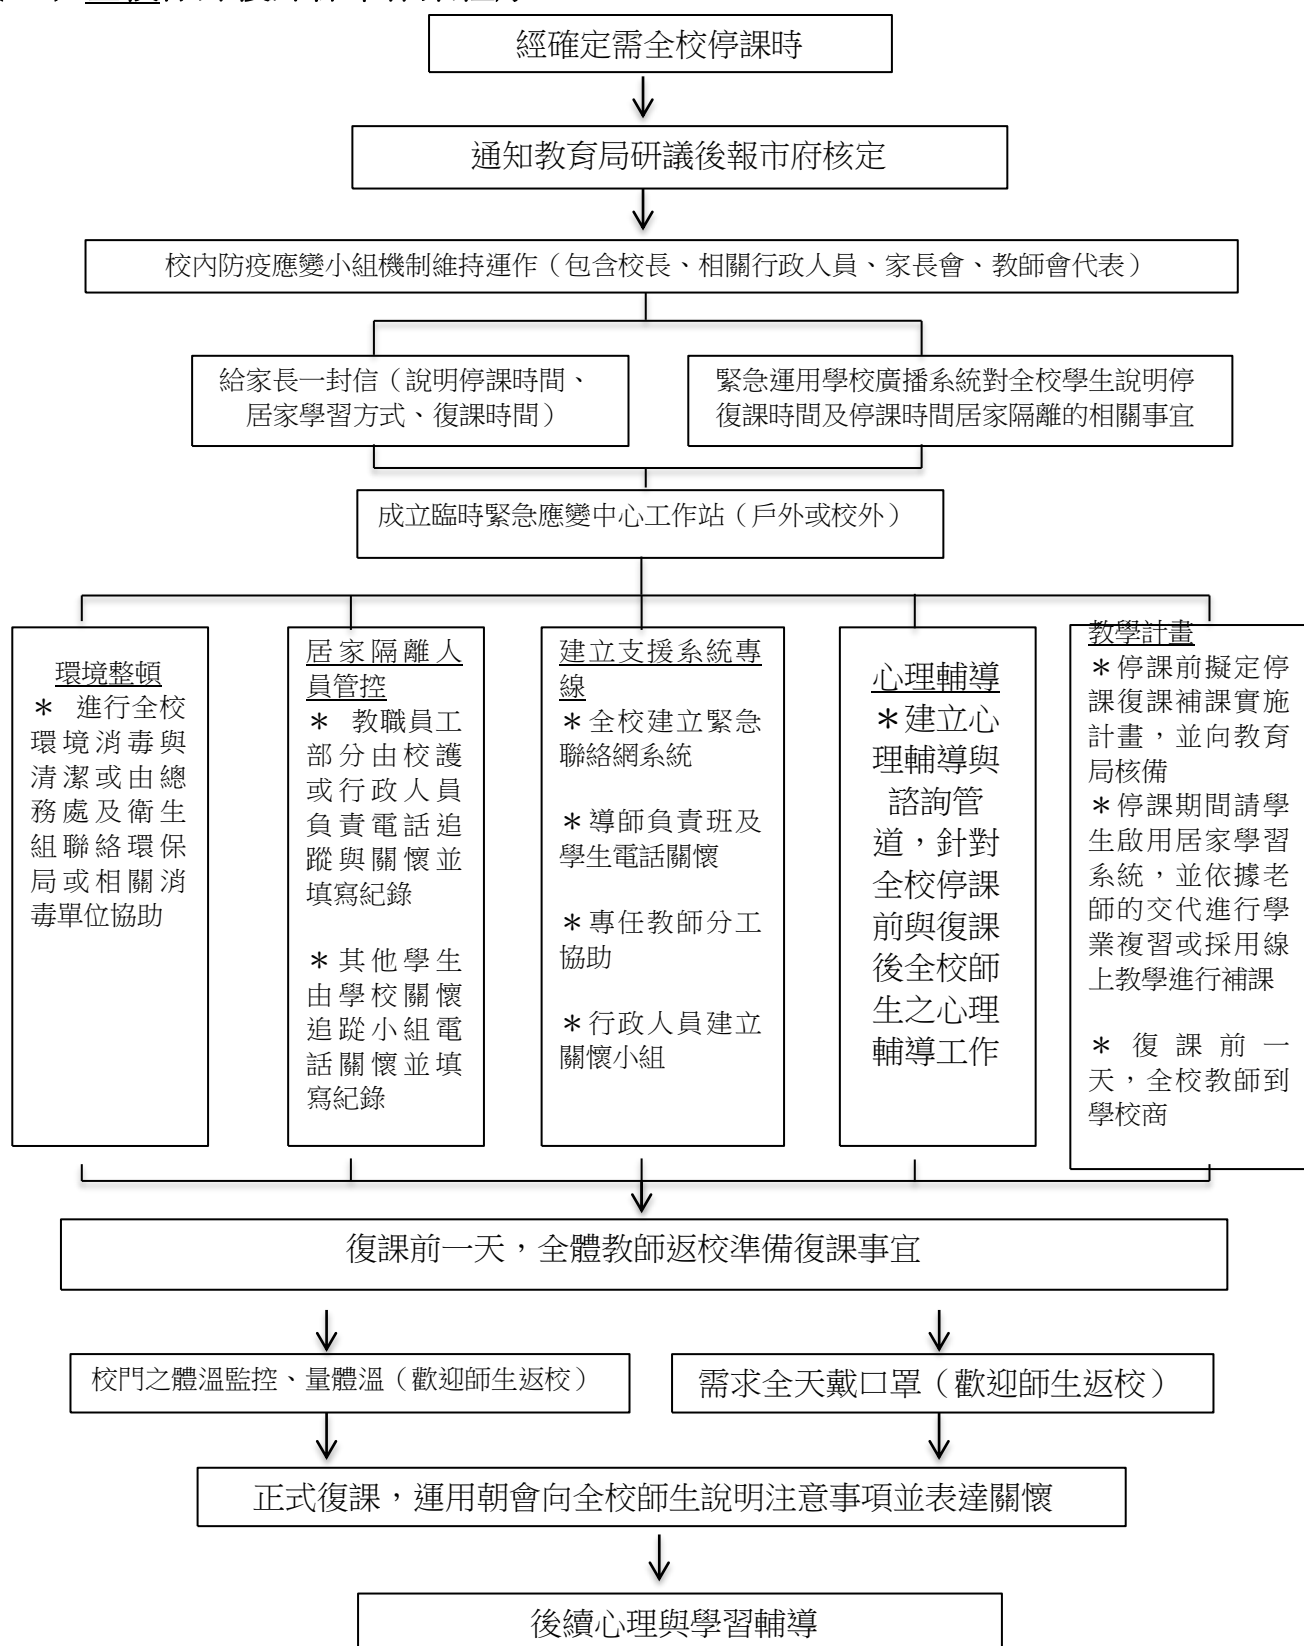 經確定需全校停課時
通知教育局研議後報市府核定
校內防疫應變小組機制維持運作（包含校長、相關行政人員、家長會、教師會代表）
給家長一封信（說明停課時間、
居家學習方式、復課時間）
緊急運用學校廣播系統對全校學生說明停
復課時間及停課時間居家隔離的相關事宜
成立臨時緊急應變中心工作站（戶外或校外）
環境整頓
＊ 進行全校
環境消毒與
清潔或由總
務處及衛生
組聯絡環保
局或相關消
毒單位協助
居家隔離人
員管控
＊ 教職員工
部分由校護
或行政人員
負責電話追
蹤與關懷並
填寫紀錄
＊其他學生
由學校關懷
追蹤小組電
話關懷並填
寫紀錄
建立支援系統專
線
＊全校建立緊急
聯絡網系統
＊導師負責班及
學生電話關懷
＊專任教師分工
協助
＊行政人員建立
關懷小組
心理輔導
＊建立心
理輔導與
諮詢管
道，針對
全校停課
前與復課
後全校師
生之心理
輔導工作
教學計畫
＊停課前擬定停
課復課補課實施
計畫，並向教育
局核備
＊停課期間請學
生啟用居家學習
系統，並依據老
師的交代進行學
業複習或採用線
上教學進行補課
＊ 復課前一
天，全校教師到
學校商
復課前一天，全體教師返校準備復課事宜
校門之體溫監控、量體溫（歡迎師生返校）
需求全天戴口罩（歡迎師生返校）
正式復課，運用朝會向全校師生說明注意事項並表達關懷
後續心理與學習輔導